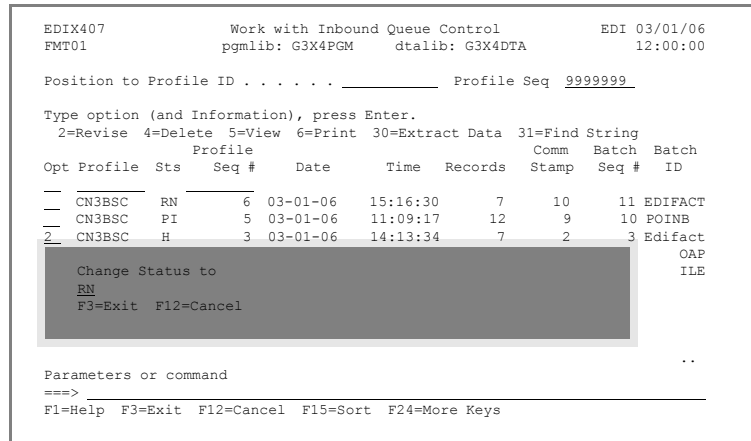 EDIX407 Work with Inbound Queue Control EDI 03/01/06
FMT01 pgmlib: G3X4PGM dtalib: G3X4DTA 12:00:00
Position to Profile ID . . . . . . Profile Seq 9999999
Type option (and Information), press Enter.
2=Revise 4=Delete 5=View 6=Print 30=Extract Data 31=Find String
Profile Comm Batch Batch
Opt Profile Sts Seq # Date Time Records Stamp Seq # ID
CN3BSC RN 6 03-01-06 15:16:30 7 10 11 EDIFACT
CN3BSC PI 5 03-01-06 11:09:17 12 9 10 POINB
2 CN3BSC H 3 03-01-06 14:13:34 7 2 3 Edifact
OAP
Change Status to ILE
RN
F3=Exit F12=Cancel
..
Parameters or command
===>
F1=Help F3=Exit F12=Cancel F15=Sort F24=More Keys